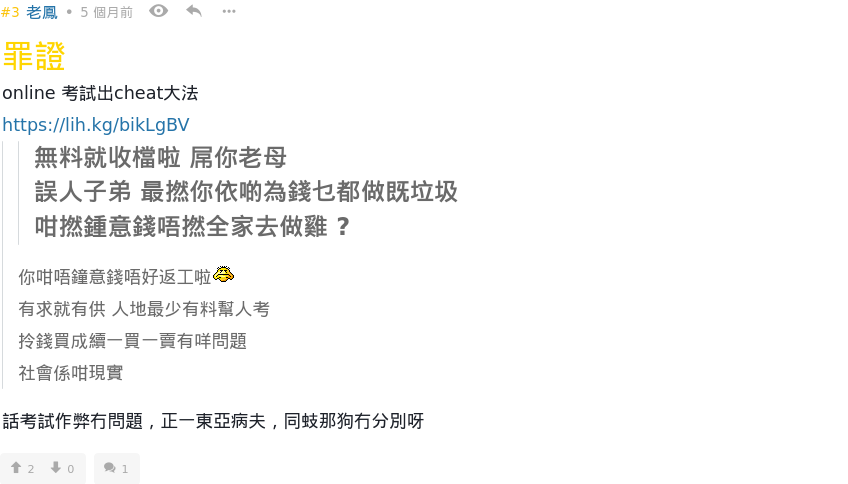 #3 老鳳 • 5 個月前
罪證
online 考試出cheat大法
https://lih.kg/bikLgBV
無料就收檔啦 屌你老母
誤人子弟 最撚你依啲為錢乜都做既垃圾
咁撚鍾意錢唔撚全家去做雞 ?
你咁唔鐘意錢唔好返工啦
有求就有供 人地最少有料幫人考
拎錢買成績一買一賣有咩問題
社會係咁現實
話考試作弊冇問題，正一東亞病夫，同蚑那狗冇分別呀
2 0 1